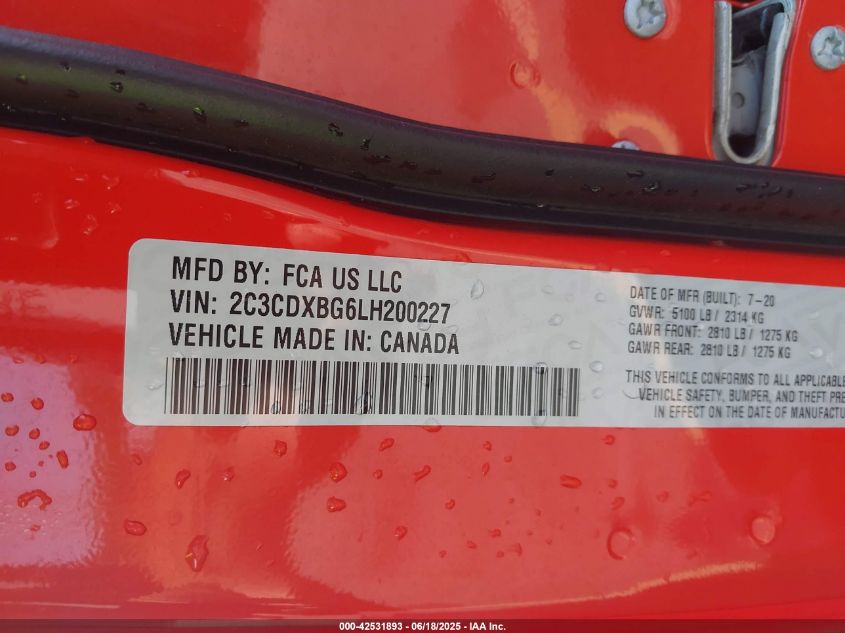 MFD BY: FCA US LLC
VIN: 2C3CDXBG6LH200227
VEHICLE MADE IN: CANADA
DATE OF MFR (BUILT): 7-20
GVWR: 5100 LB / 2314 KG
GAWR FRONT: 2810 LB / 1275 KG
GAWR REAR: 2810 LB / 1275 KG
THIS VEHICLE CONFORMS TO ALL APPLICABLE
VEHICLE SAFETY, BUMPER, AND THEFT PRE
IN EFFECT ON THE DATE OF MANUFACTU
000-42531893 - 06/18/2025 - IAA Inc.